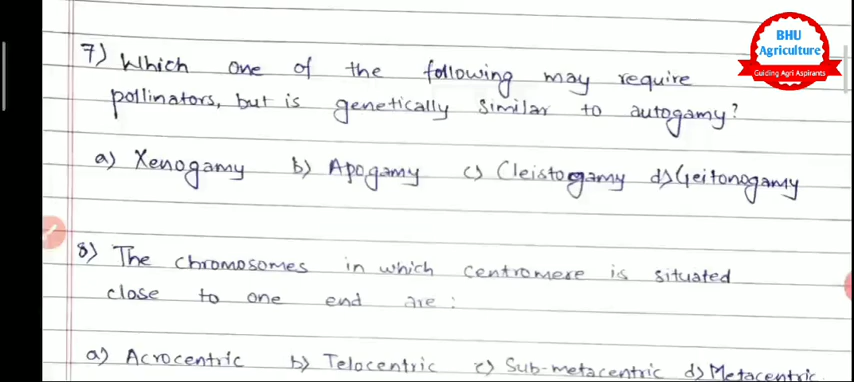 BHU
Agriculture
Guiding Agri Aspirants
7) Which one of the following may require
pollinators, but is genetically similar to autogamy?
a) Xenogamy b) Apogamy c) Cleistogamy d) Geitonogamy
8) The chromosomes in which centromere is situated
close to one end are :
a) Acrocentric b) Telocentric c) Sub-metacentric d) Metacentric.